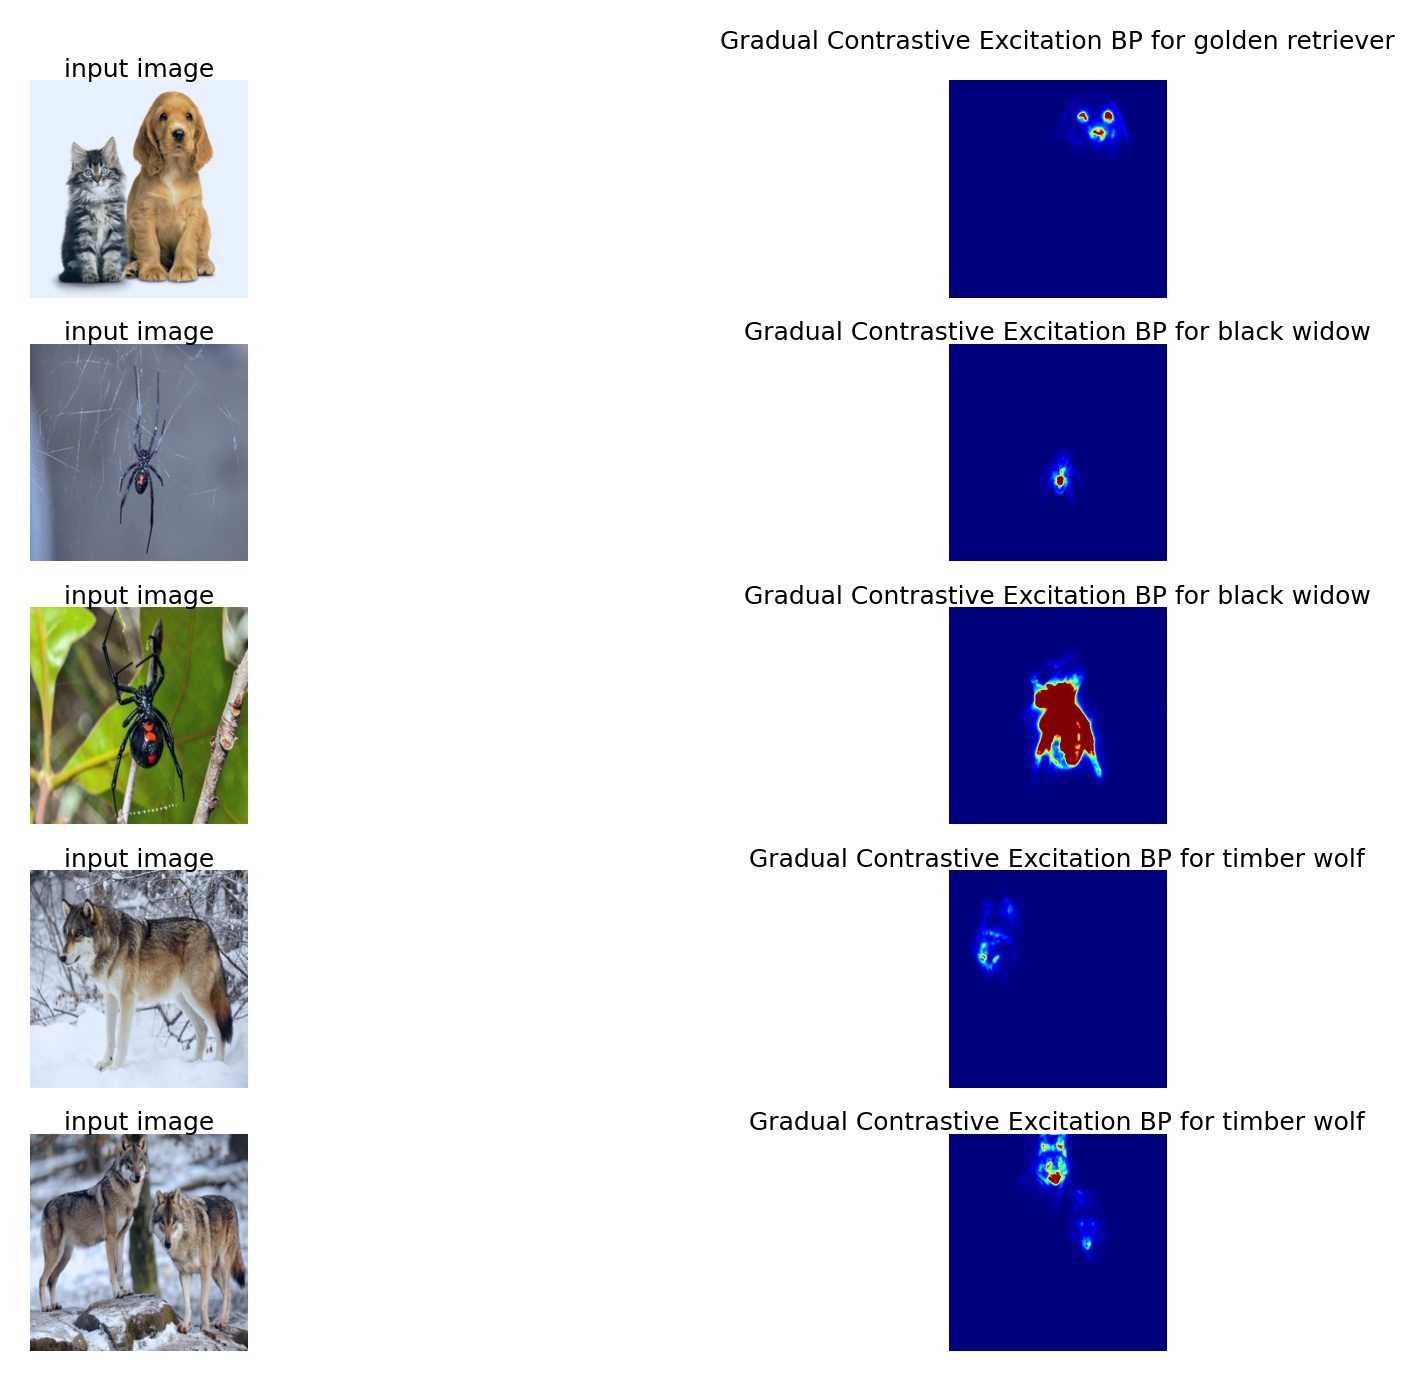 Gradual Contrastive Excitation BP for golden retriever
input image
input image
Gradual Contrastive Excitation BP for black widow
input image
Gradual Contrastive Excitation BP for black widow
input image
Gradual Contrastive Excitation BP for timber wolf
input image
Gradual Contrastive Excitation BP for timber wolf